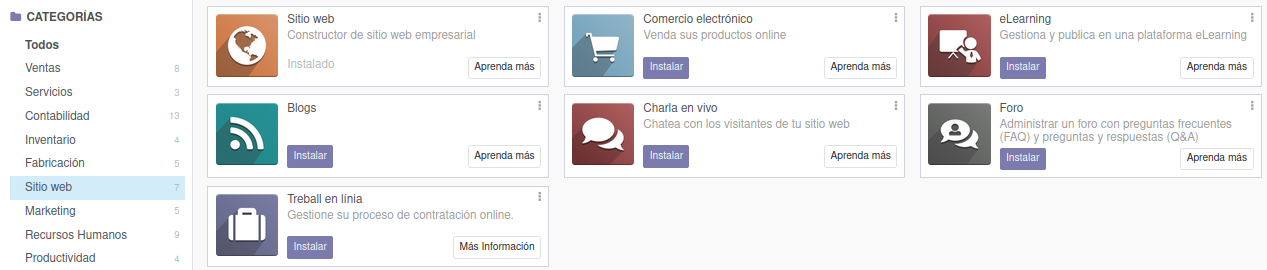 CATEGORÍAS
Todos
Ventas 8
Servicios 3
Contabilidad 13
Inventario 4
Fabricación 5
Sitio web 7
Marketing 5
Recursos Humanos 9
Productividad 4
Sitio web
Constructor de sitio web empresarial
Instalado Aprenda más
Comercio electrónico
Venda sus productos online
Instalar Aprenda más
eLearning
Gestiona y publica en una plataforma eLearning
Instalar Aprenda más
Blogs
Instalar Aprenda más
Charla en vivo
Chatea con los visitantes de tu sitio web
Instalar Aprenda más
Foro
Administrar un foro con preguntas frecuentes
(FAQ) y preguntas y respuestas (Q&A)
Instalar Aprenda más
Treball en línia
Gestione su proceso de contratación online.
Instalar Más Información